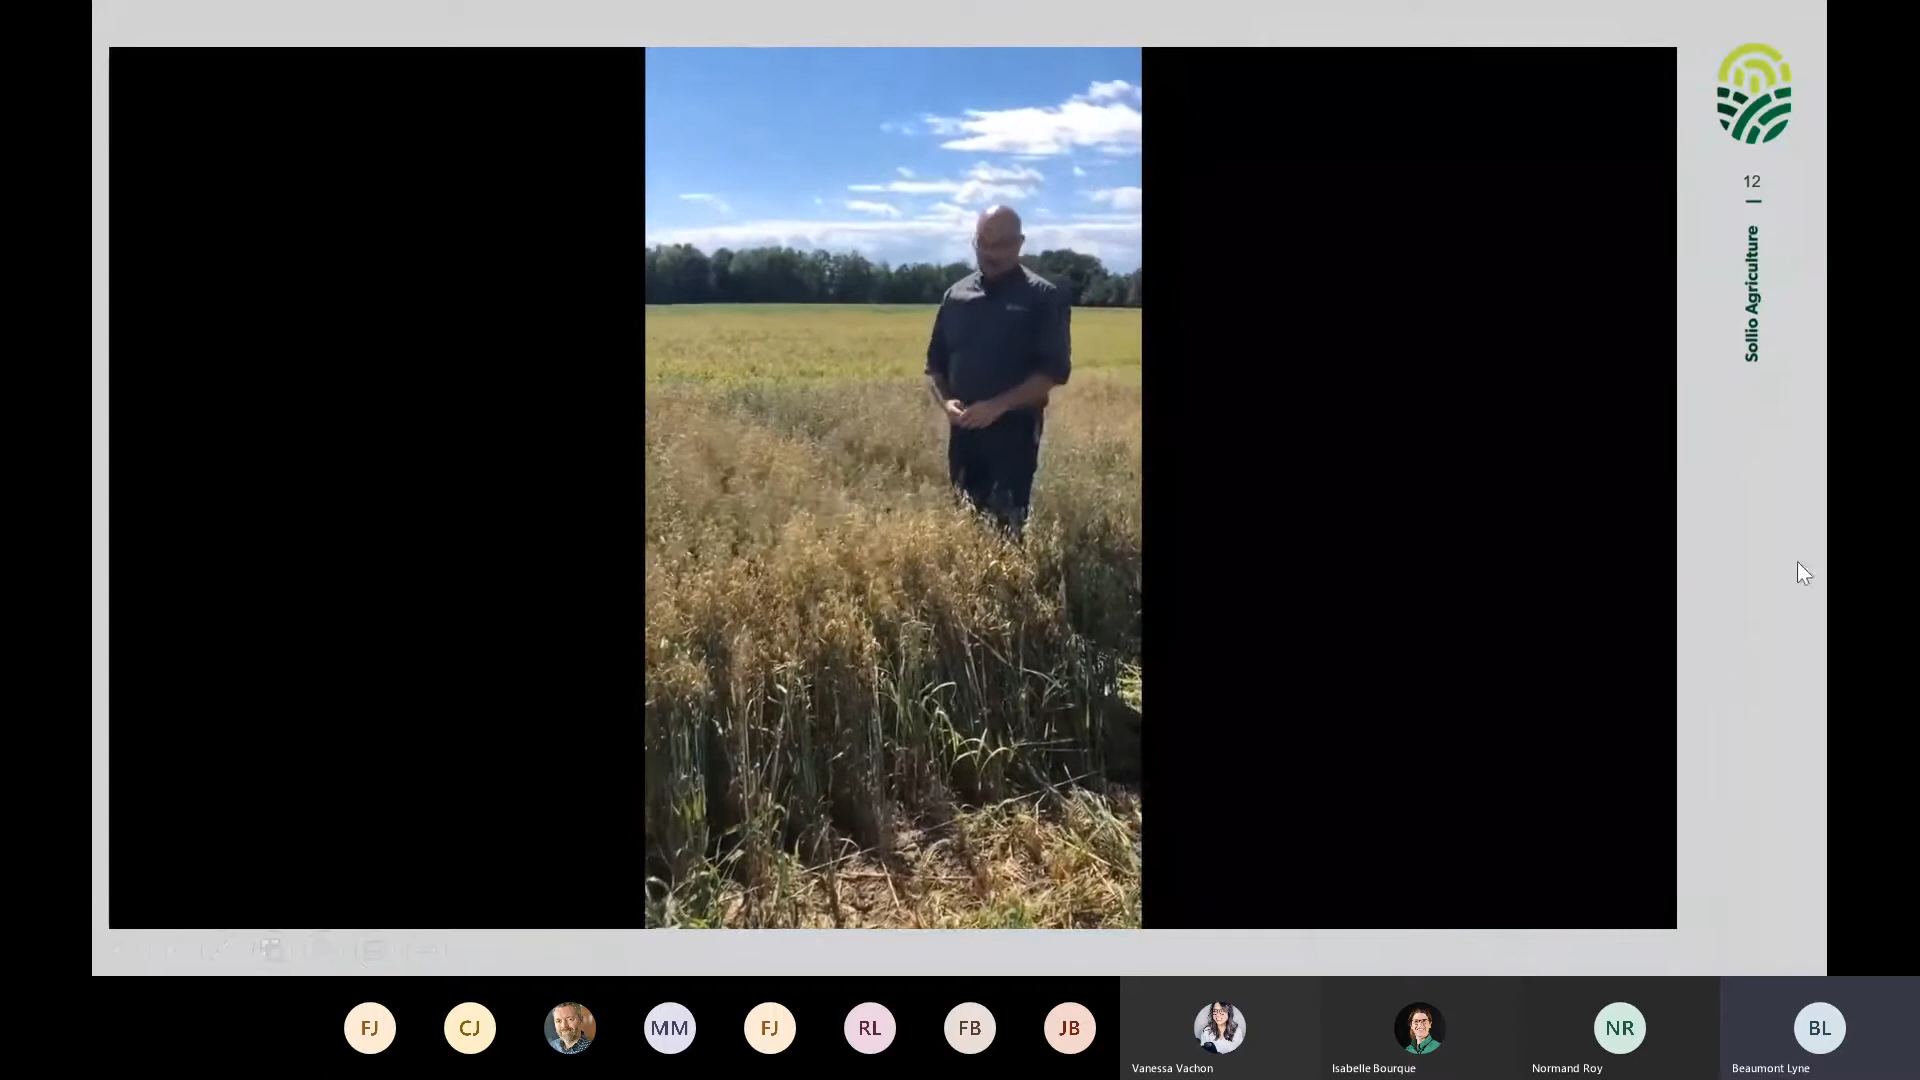 12
Sollio Agriculture
FJ
CJ
MM
FJ
RL
FB
JB
NR
BL
Vanessa Vachon
Isabelle Bourque
Normand Roy
Beaumont Lyne